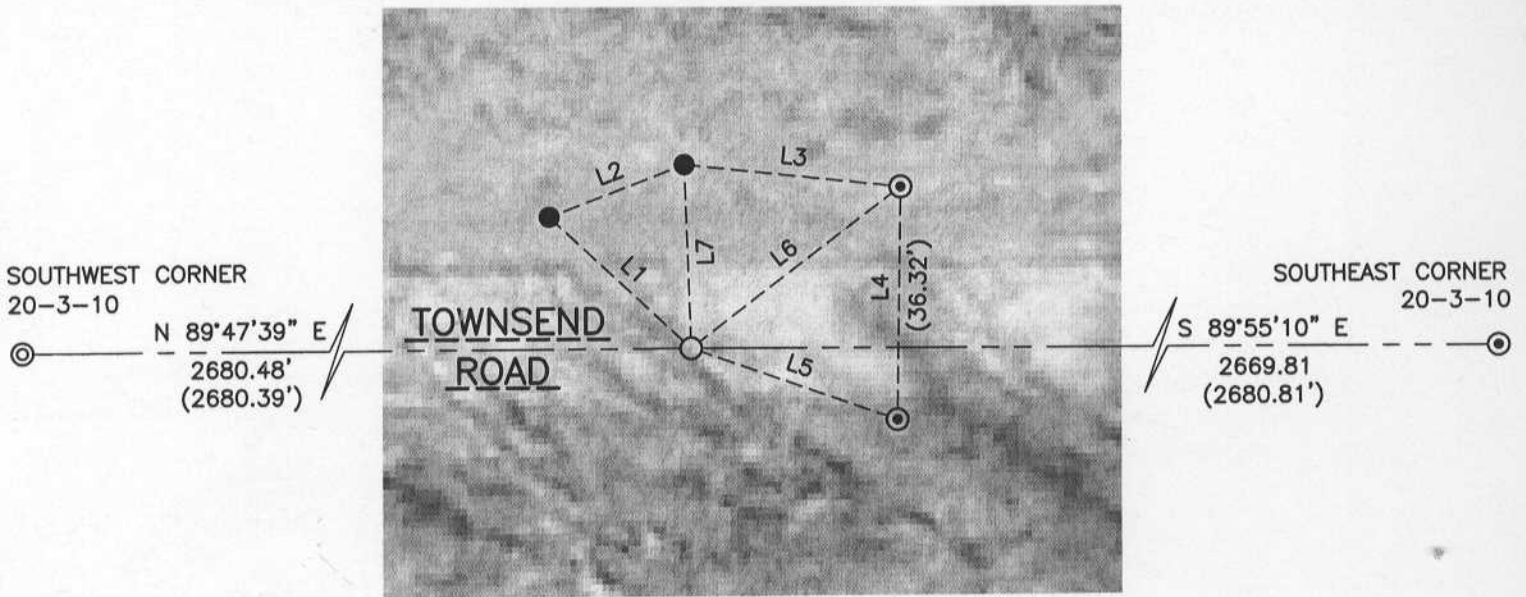 L2
L3
L1
L7
L6
L4
(36.32')
L5
SOUTHWEST CORNER
20-3-10
N 89°47'39" E
2680.48'
(2680.39')
TOWNSEND
ROAD
SOUTHEAST CORNER
20-3-10
S 89°55'10" E
2669.81
(2680.81')